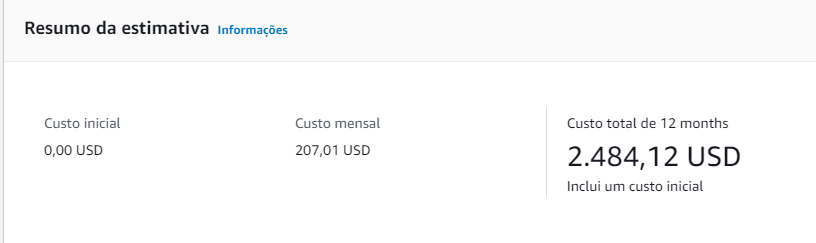 Resumo da estimativa Informações
Custo inicial
0,00 USD
Custo mensal
207,01 USD
Custo total de 12 months
2.484,12 USD
Inclui um custo inicial